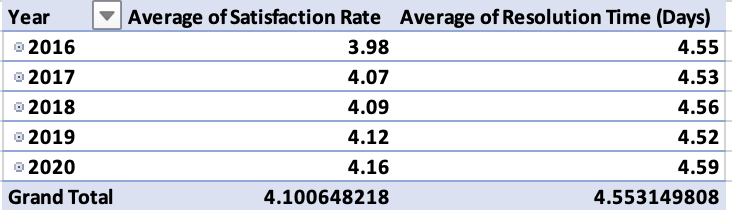 Year Average of Satisfaction Rate Average of Resolution Time (Days)
2016 3.98 4.55
2017 4.07 4.53
2018 4.09 4.56
2019 4.12 4.52
2020 4.16 4.59
Grand Total 4.100648218 4.553149808